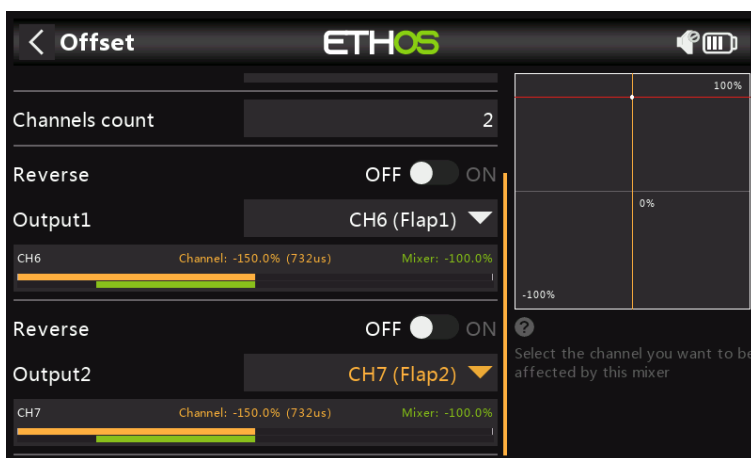 Offset
ETHOS
100%
Channels count
2
Reverse
OFF ON
Output1
CH6 (Flap1)
0%
CH6 Channel: -150.0% (732us) Mixer: -100.0%
-100%
Reverse
OFF ON
?
Select the channel you want to be
affected by this mixer
Output2
CH7 (Flap2)
CH7 Channel: -150.0% (732us) Mixer: -100.0%